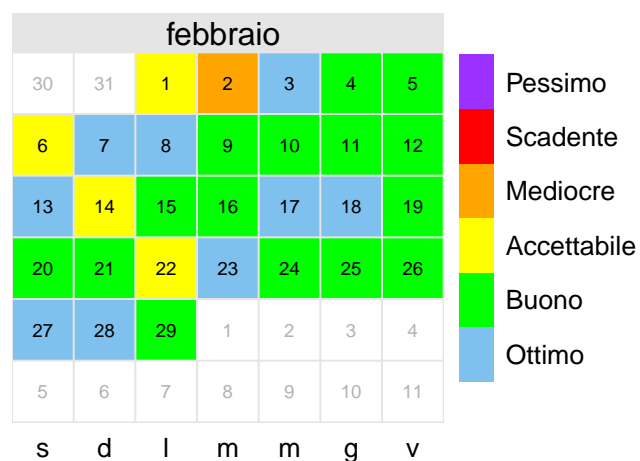 febbraio
30 31 1 2 3 4 5
6 7 8 9 10 11 12
13 14 15 16 17 18 19
20 21 22 23 24 25 26
27 28 29 1 2 3 4
5 6 7 8 9 10 11
s d l m m g v
Pessimo
Scadente
Mediocre
Accettabile
Buono
Ottimo